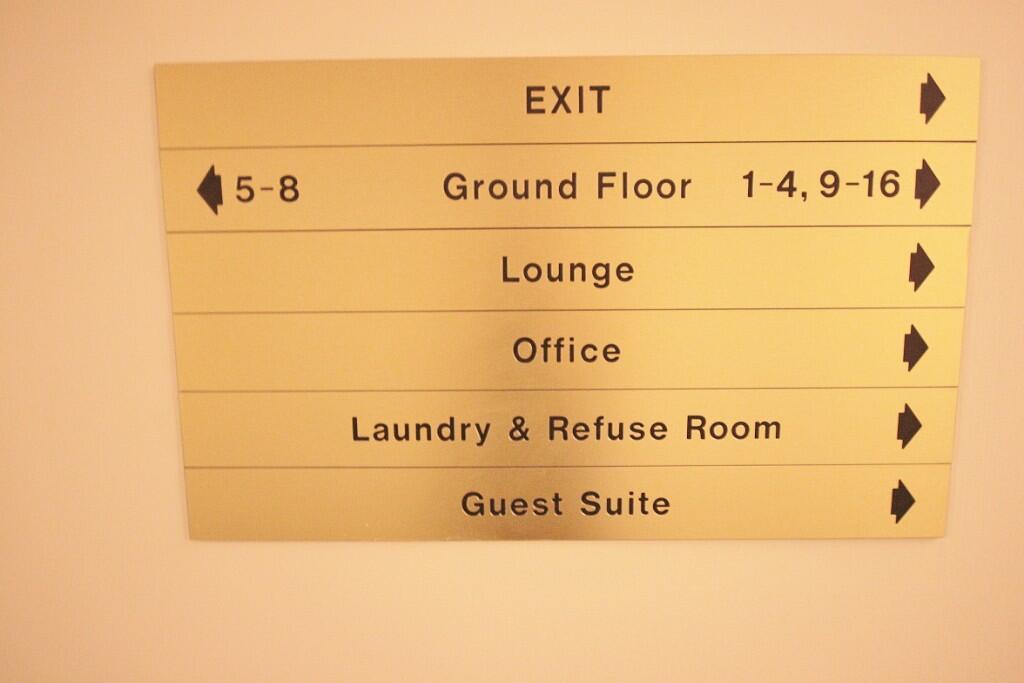 EXIT
5-8 Ground Floor 1-4, 9-16
Lounge
Office
Laundry & Refuse Room
Guest Suite